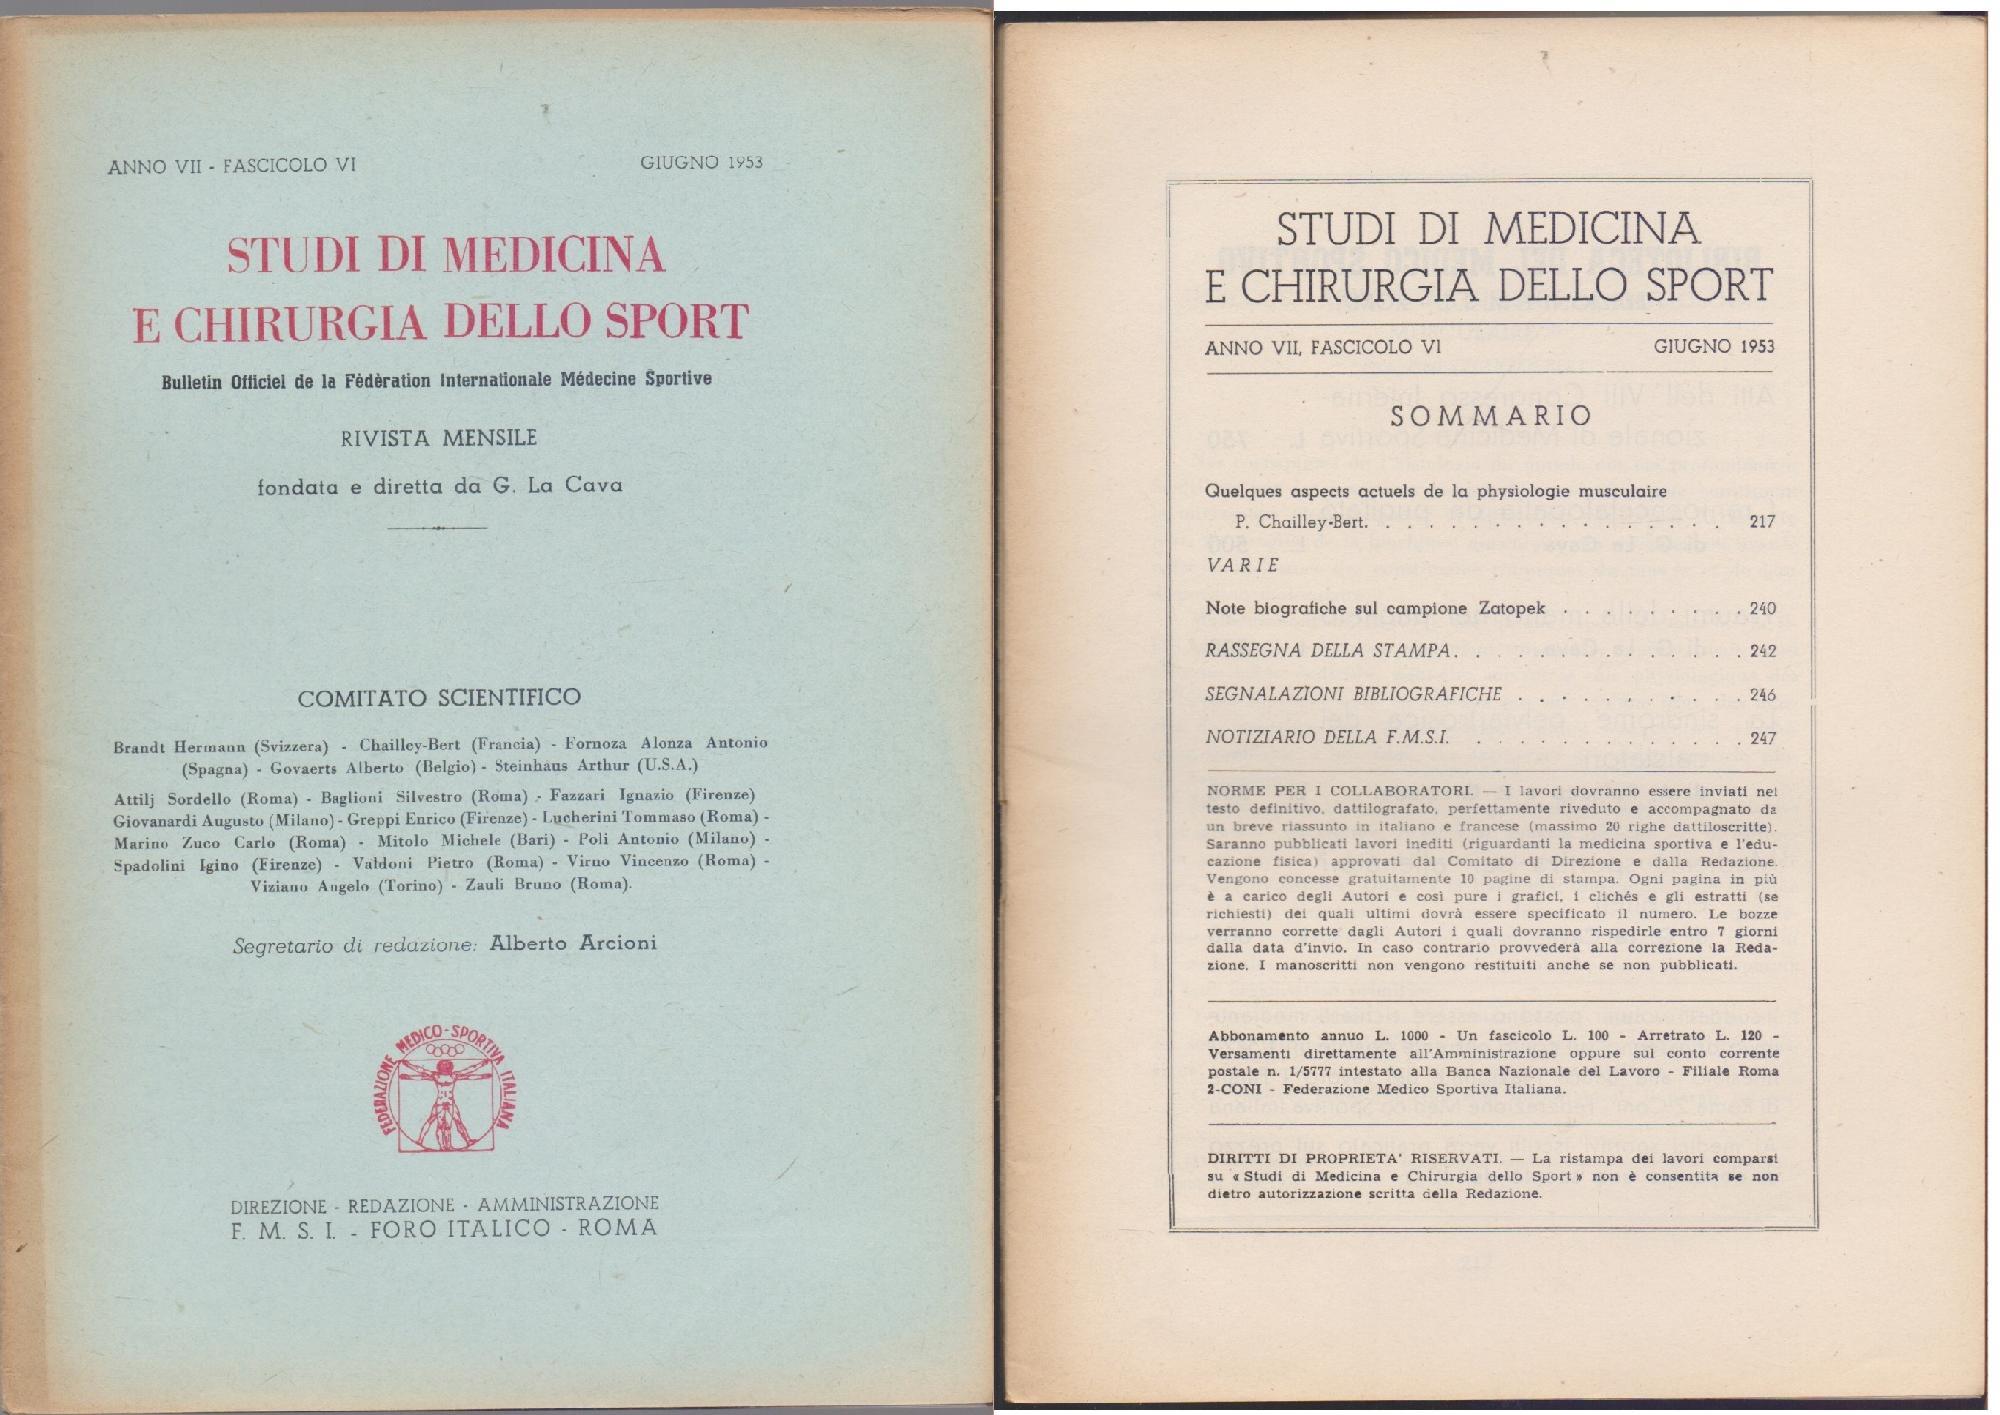 ANNO VII - FASCICOLO VI
GIUGNO 1953
STUDI DI MEDICINA
E CHIRURGIA DELLO SPORT
Bulletin Officiel de la Fèdèration Internationale Médecine Sportive
RIVISTA MENSILE
fondata e diretta da G. La Cava
COMITATO SCIENTIFICO
Brandt Hermann (Svizzera) - Chailley-Bert (Francia) - Fornoza Alonza Antonio
(Spagna) - Govaerts Alberto (Belgio) - Steinhaus Arthur (U.S.A.)
Attilj Sordello (Roma) - Baglioni Silvestro (Roma) - Fazzari Ignazio (Firenze)
Giovanardi Augusto (Milano) - Greppi Enrico (Firenze) - Lucherini Tommaso (Roma) -
Marino Zuco Carlo (Roma) - Mitolo Michele (Bari) - Poli Antonio (Milano) -
Spadolini Igino (Firenze) - Valdoni Pietro (Roma) - Virno Vincenzo (Roma) -
Viziano Angelo (Torino) - Zauli Bruno (Roma).
Segretario di redazione: Alberto Arcioni
FEDERAZIONE MEDICO-SPORTIVA ITALIANA
DIREZIONE - REDAZIONE - AMMINISTRAZIONE
F. M. S. I. - FORO ITALICO - ROMA
STUDI DI MEDICINA
E CHIRURGIA DELLO SPORT
ANNO VII, FASCICOLO VI
GIUGNO 1953
SOMMARIO
Quelques aspects actuels de la physiologie musculaire
P. Chailley-Bert. . . . . . . . . . . . . . . . . . 217
VARIE
Note biografiche sul campione Zatopek . . . . . . . . . 240
RASSEGNA DELLA STAMPA. . . . . . . . . . . . . . 242
SEGNALAZIONI BIBLIOGRAFICHE . . . . . . . . . . . 246
NOTIZIARIO DELLA F.M.S.I. . . . . . . . . . . . . . 247
NORME PER I COLLABORATORI. — I lavori dovranno essere inviati nel
testo definitivo, dattilografato, perfettamente riveduto e accompagnato da
un breve riassunto in italiano e francese (massimo 20 righe dattiloscritte).
Saranno pubblicati lavori inediti (riguardanti la medicina sportiva e l'edu-
cazione fisica) approvati dal Comitato di Direzione e dalla Redazione.
Vengono concesse gratuitamente 10 pagine di stampa. Ogni pagina in più
è a carico degli Autori e così pure i grafici, i clichés e gli estratti (se
richiesti) dei quali ultimi dovrà essere specificato il numero. Le bozze
verranno corrette dagli Autori i quali dovranno rispedirle entro 7 giorni
dalla data d'invio. In caso contrario provvederà alla correzione la Reda-
zione. I manoscritti non vengono restituiti anche se non pubblicati.
Abbonamento annuo L. 1000 - Un fascicolo L. 100 - Arretrato L. 120 -
Versamenti direttamente all'Amministrazione oppure sul conto corrente
postale n. 1/5777 intestato alla Banca Nazionale del Lavoro - Filiale Roma
2-CONI - Federazione Medico Sportiva Italiana.
DIRITTI DI PROPRIETA' RISERVATI. — La ristampa dei lavori comparsi
su « Studi di Medicina e Chirurgia dello Sport » non è consentita se non
dietro autorizzazione scritta della Redazione.